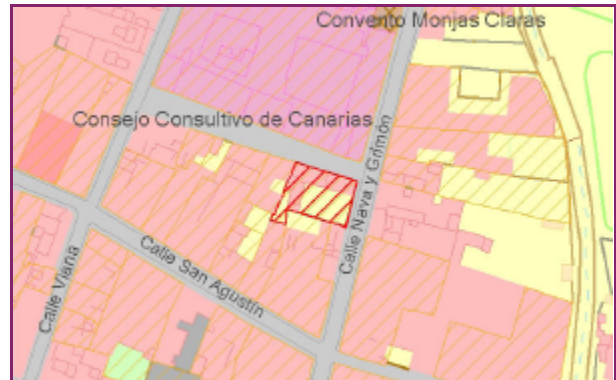 Convento Monjas Claras
Consejo Consultivo de Canarias
Calle Nava y Grimón
Calle San Agustín
Calle Viana